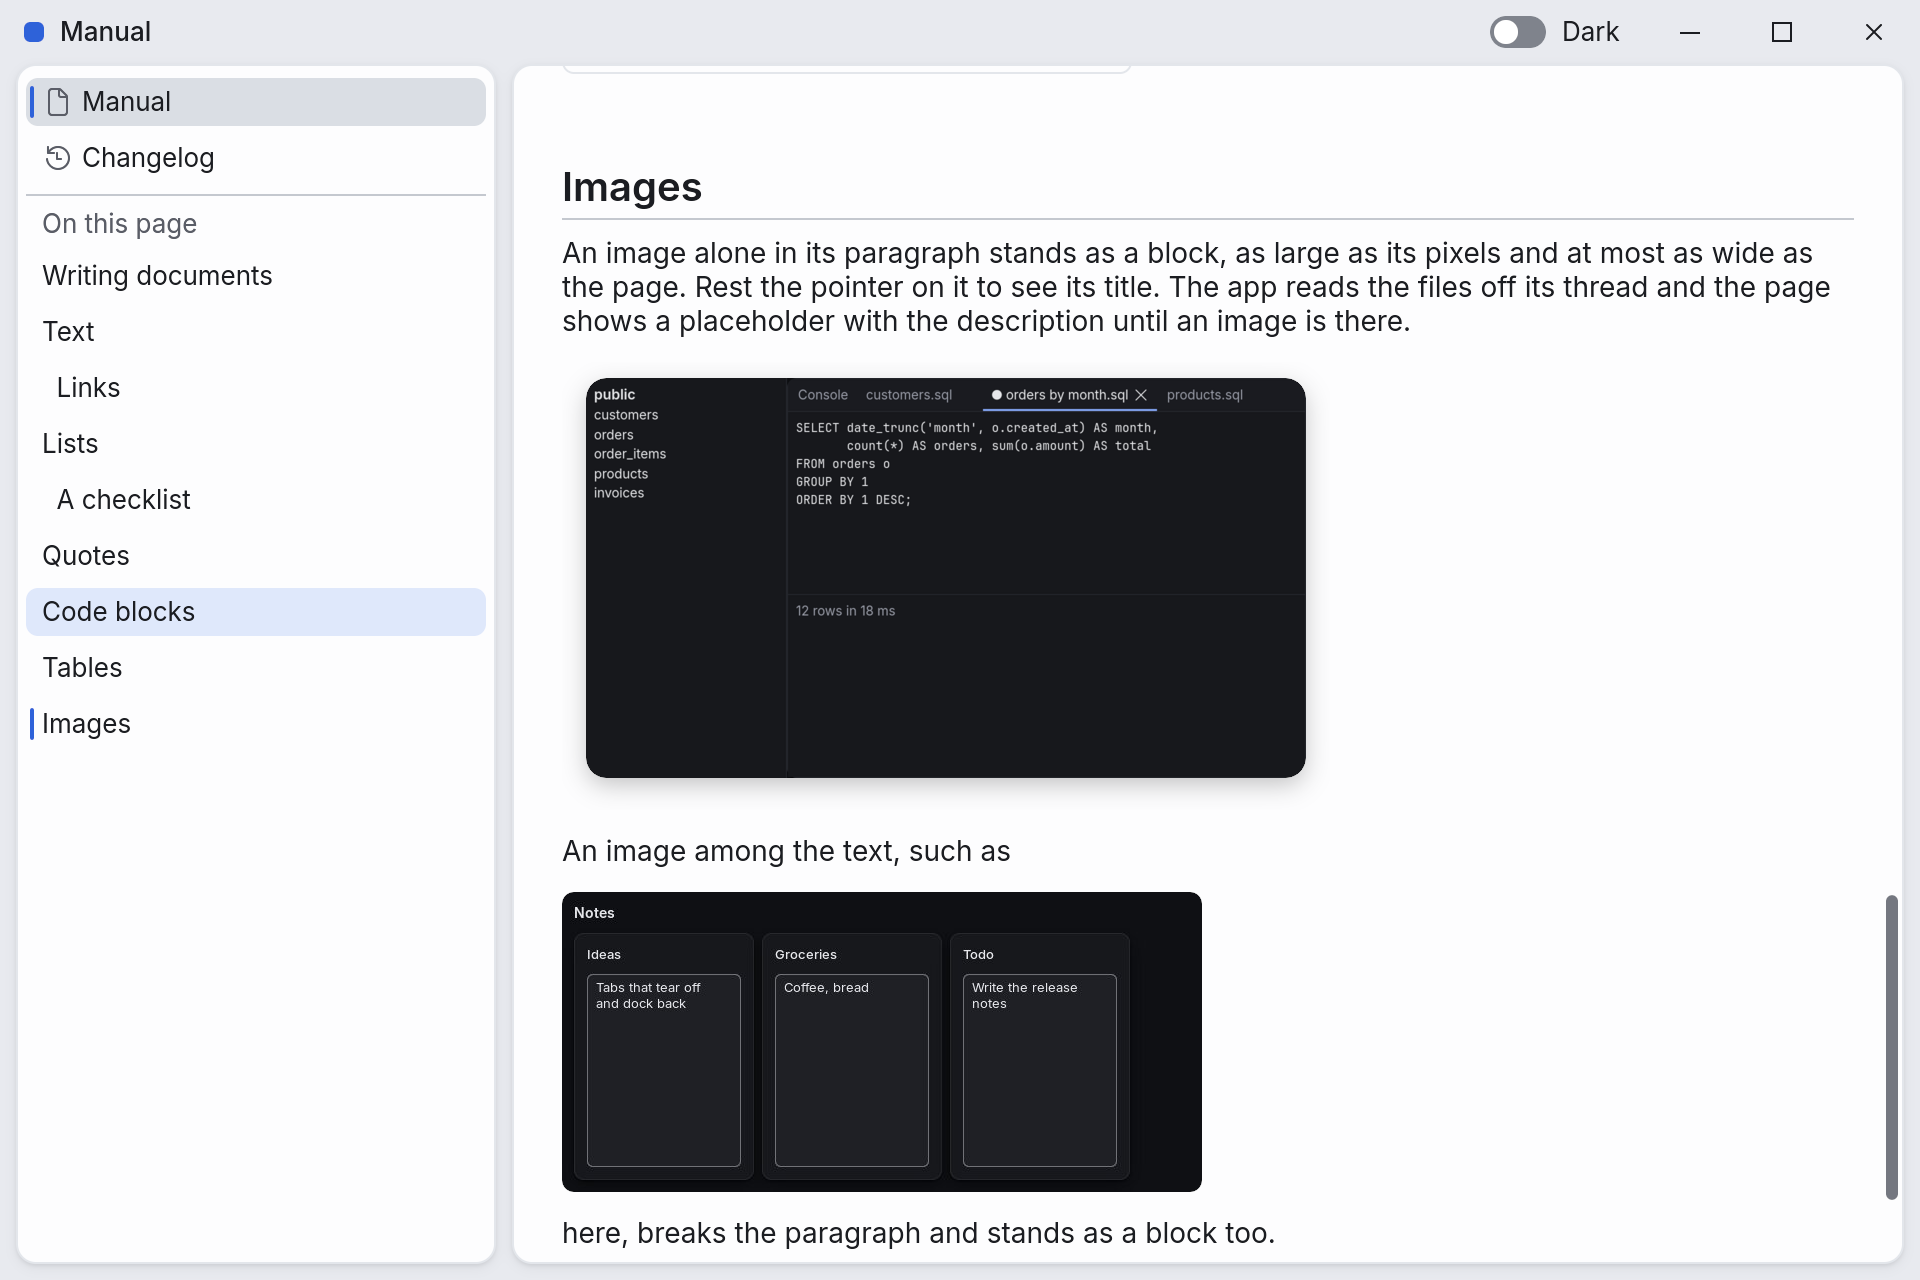 Manual
Dark
Manual
Changelog
On this page
Writing documents
Text
Links
Lists
A checklist
Quotes
Code blocks
Tables
Images
Images
An image alone in its paragraph stands as a block, as large as its pixels and at most as wide as
the page. Rest the pointer on it to see its title. The app reads the files off its thread and the page
shows a placeholder with the description until an image is there.
public
customers
orders
order_items
products
invoices
Console customers.sql orders by month.sql products.sql
SELECT date_trunc('month', o.created_at) AS month,
count(*) AS orders, sum(o.amount) AS total
FROM orders o
GROUP BY 1
ORDER BY 1 DESC;
12 rows in 18 ms
An image among the text, such as
Notes
Ideas
Tabs that tear off
and dock back
Groceries
Coffee, bread
Todo
Write the release
notes
here, breaks the paragraph and stands as a block too.